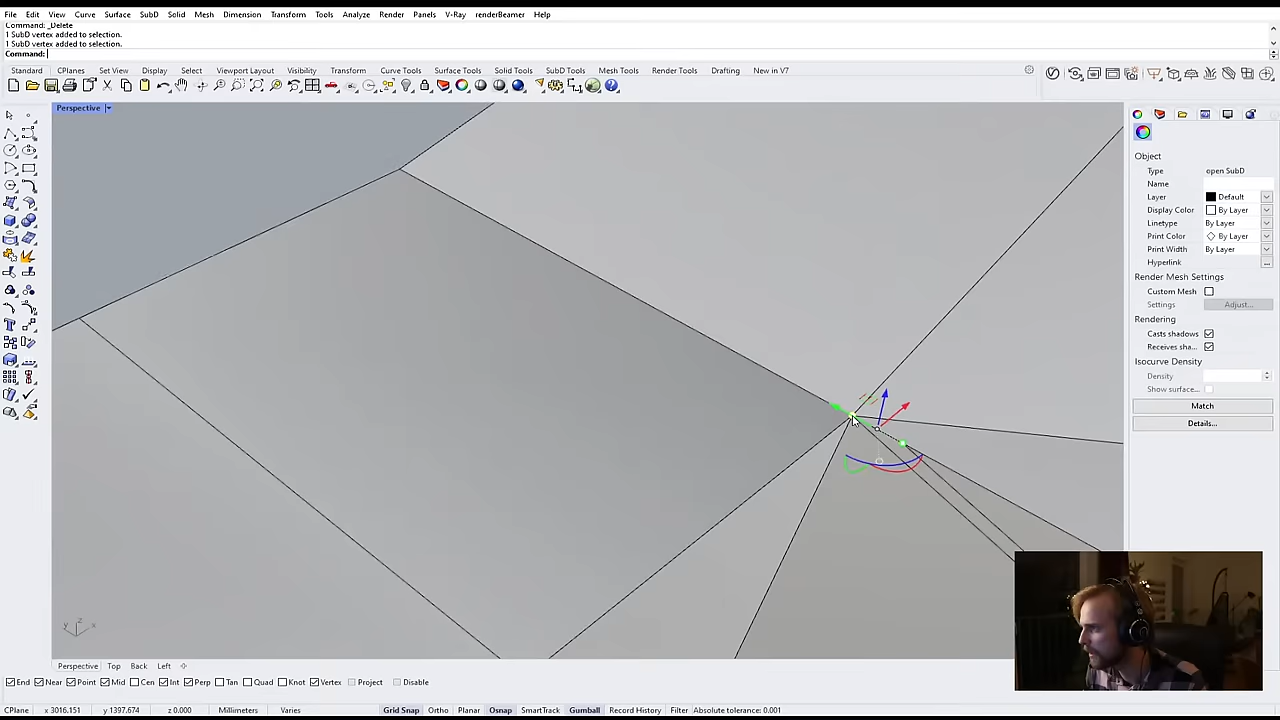 File Edit View Curve Surface SubD Solid Mesh Dimension Transform Tools Analyze Render Panels V-Ray renderBeamer Help
Command: _Delete
1 SubD vertex added to selection.
1 SubD vertex added to selection.
Command:
Standard CPlanes Set View Display Select Viewport Layout Visibility Transform Curve Tools Surface Tools Solid Tools SubD Tools Mesh Tools Render Tools Drafting New in V7
Perspective
Object
Type open SubD
Name
Layer Default
Display Color By Layer
Linetype By Layer
Print Color By Layer
Print Width By Layer
Hyperlink ...
Render Mesh Settings
Custom Mesh
Settings Adjust...
Rendering
Casts shadows
Receives sha...
Isocurve Density
Density
Show surface...
Match
Details...
z
y x
Perspective Top Back Left
End Near Point Mid Cen Int Perp Tan Quad Knot Vertex Project Disable
CPlane x 3016.151 y 1397.674 z 0.000 Millimeters Varies Grid Snap Ortho Planar Osnap SmartTrack Gumball Record History Filter Absolute tolerance: 0.001